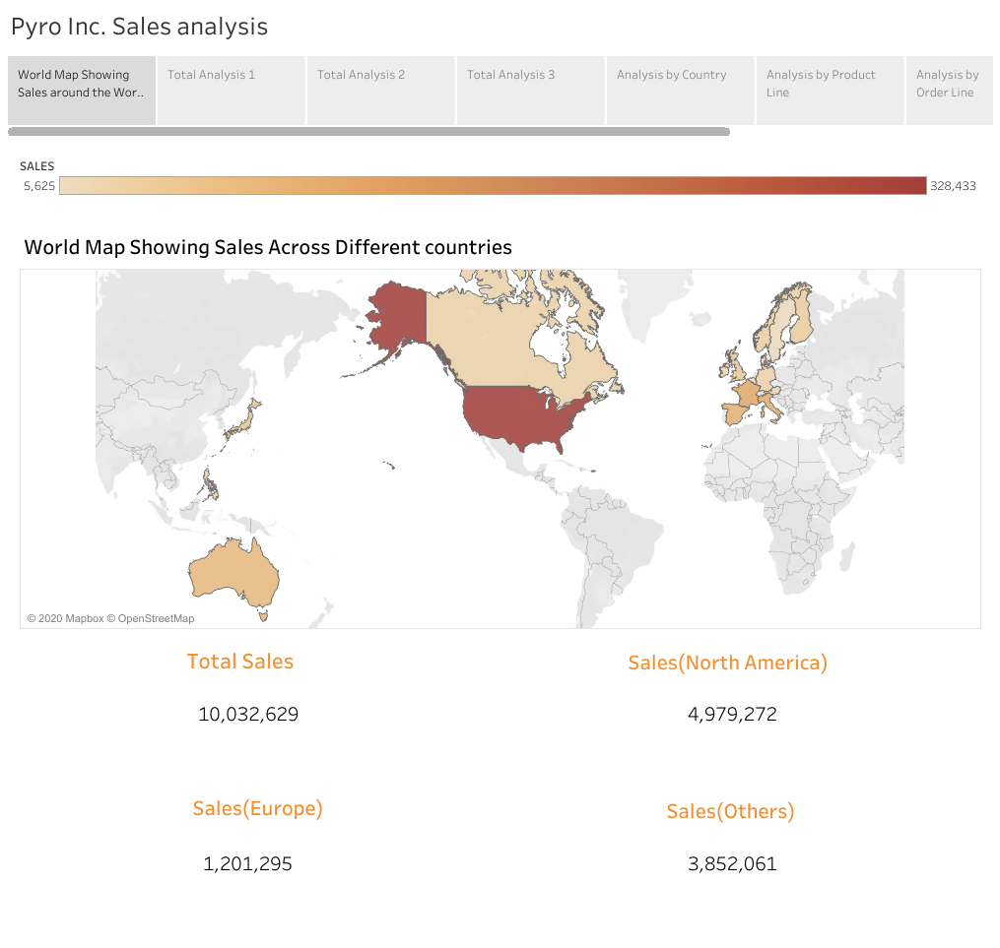 Pyro Inc. Sales analysis
World Map Showing
Sales around the Wor..
Total Analysis 1
Total Analysis 2
Total Analysis 3
Analysis by Country
Analysis by Product
Line
Analysis by
Order Line
SALES
5,625
328,433
World Map Showing Sales Across Different countries
© 2020 Mapbox © OpenStreetMap
Total Sales
Sales(North America)
10,032,629
4,979,272
Sales(Europe)
Sales(Others)
1,201,295
3,852,061